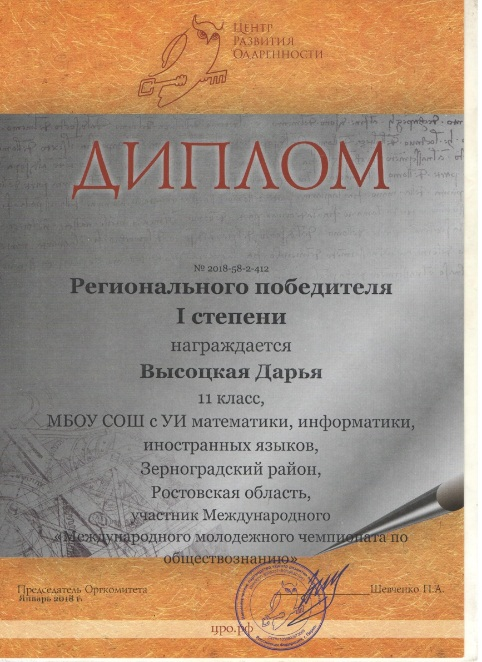 Центр
Развития
Одаренности
ДИПЛОМ
№ 2018-58-2-412
Регионального победителя
I степени
награждается
Высоцкая Дарья
11 класс,
МБОУ СОШ с УИ математики, информатики,
иностранных языков,
Зерноградский район,
Ростовская область,
участник Международного
«Международного молодежного чемпионата по
обществознанию»
Председатель Оргкомитета
Шевченко П.А.
Январь 2018 г.
цро.рф